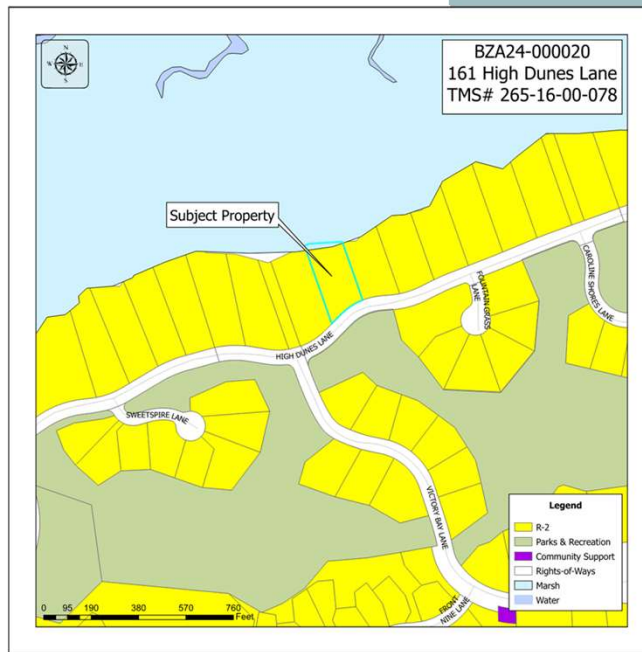 N
W E
S
BZA24-000020
161 High Dunes Lane
TMS# 265-16-00-078
Subject Property
FOUNTAIN GRASS
LANE
CAROLINE SHORES LANE
HIGH DUNES LANE
SWEETSPIRE LANE
VICTORY BAY LANE
FRONT
NINE LANE
Legend
R-2
Parks & Recreation
Community Support
Rights-of-Ways
Marsh
Water
0 95 190 380 570 760
Feet